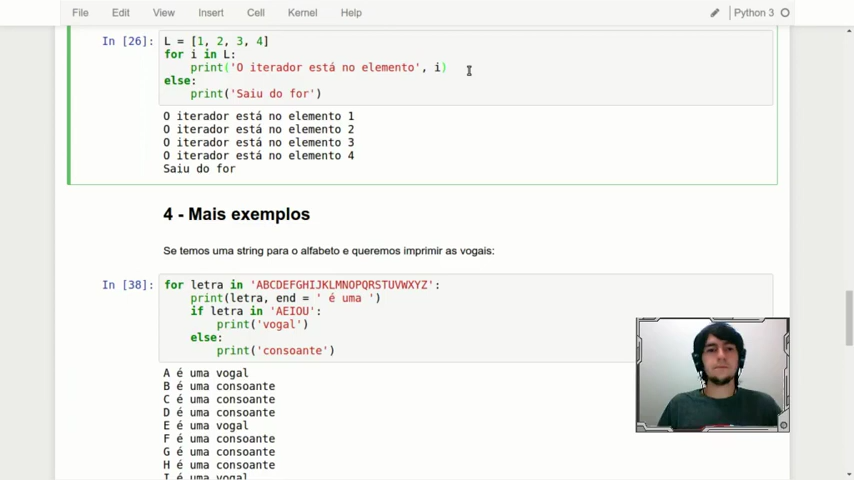 File Edit View Insert Cell Kernel Help Python 3
In [26]: L = [1, 2, 3, 4]
for i in L:
print('O iterador está no elemento', i)
else:
print('Saiu do for')
O iterador está no elemento 1
O iterador está no elemento 2
O iterador está no elemento 3
O iterador está no elemento 4
Saiu do for
4 - Mais exemplos
Se temos uma string para o alfabeto e queremos imprimir as vogais:
In [38]: for letra in 'ABCDEFGHIJKLMNOPQRSTUVWXYZ':
print(letra, end = ' é uma ')
if letra in 'AEIOU':
print('vogal')
else:
print('consoante')
A é uma vogal
B é uma consoante
C é uma consoante
D é uma consoante
E é uma vogal
F é uma consoante
G é uma consoante
H é uma consoante
I é uma vogal